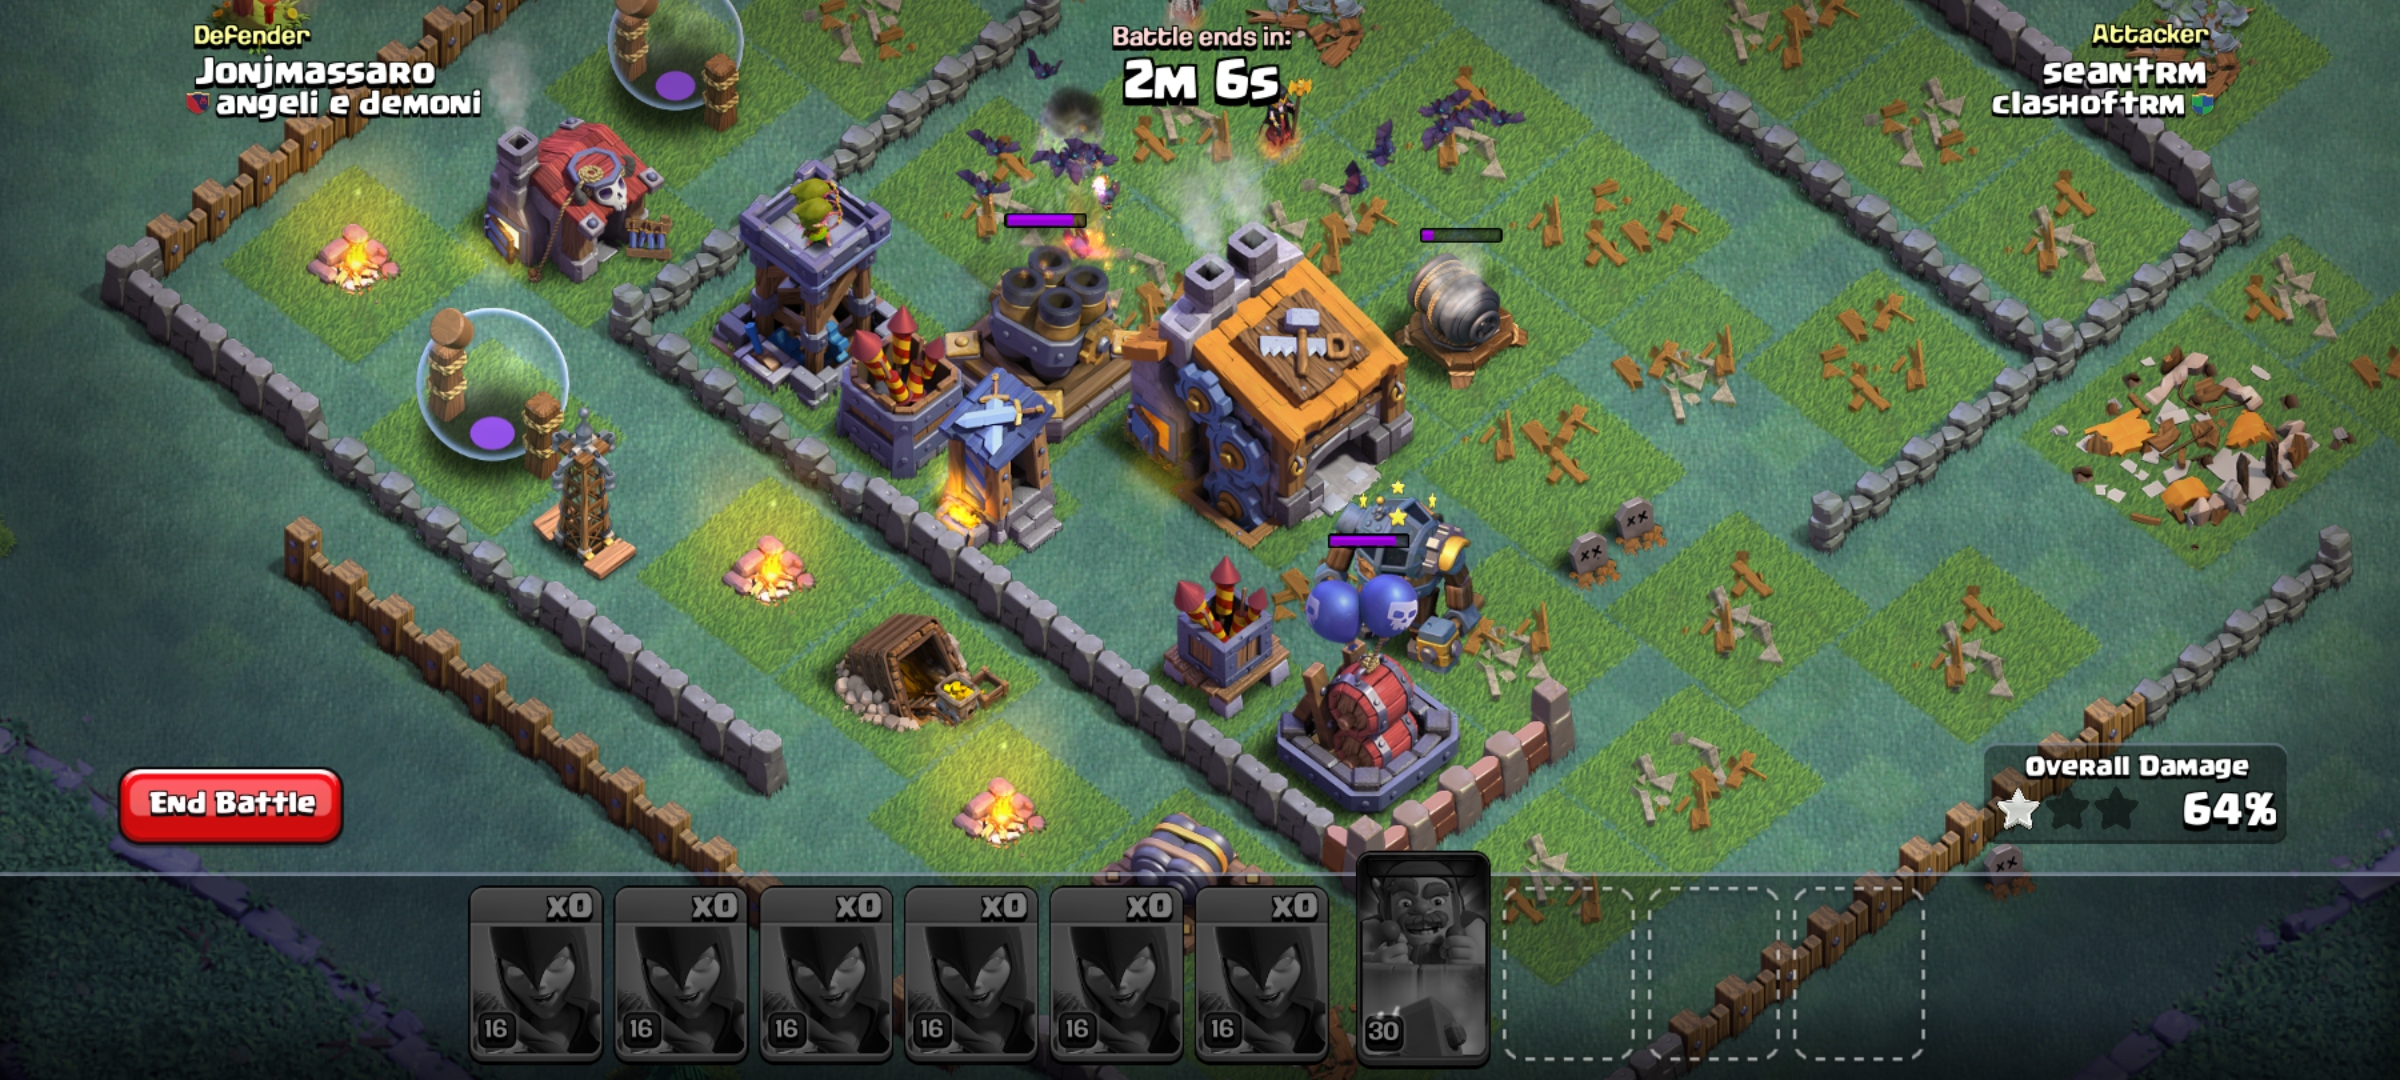 Defender
Jonjmassaro
angeli e demoni
Battle ends in:
2m 6s
Attacker
seantrm
clashoftrm
End Battle
Overall Damage
64%
x0
x0
x0
x0
x0
x0
16
16
16
16
16
16
30